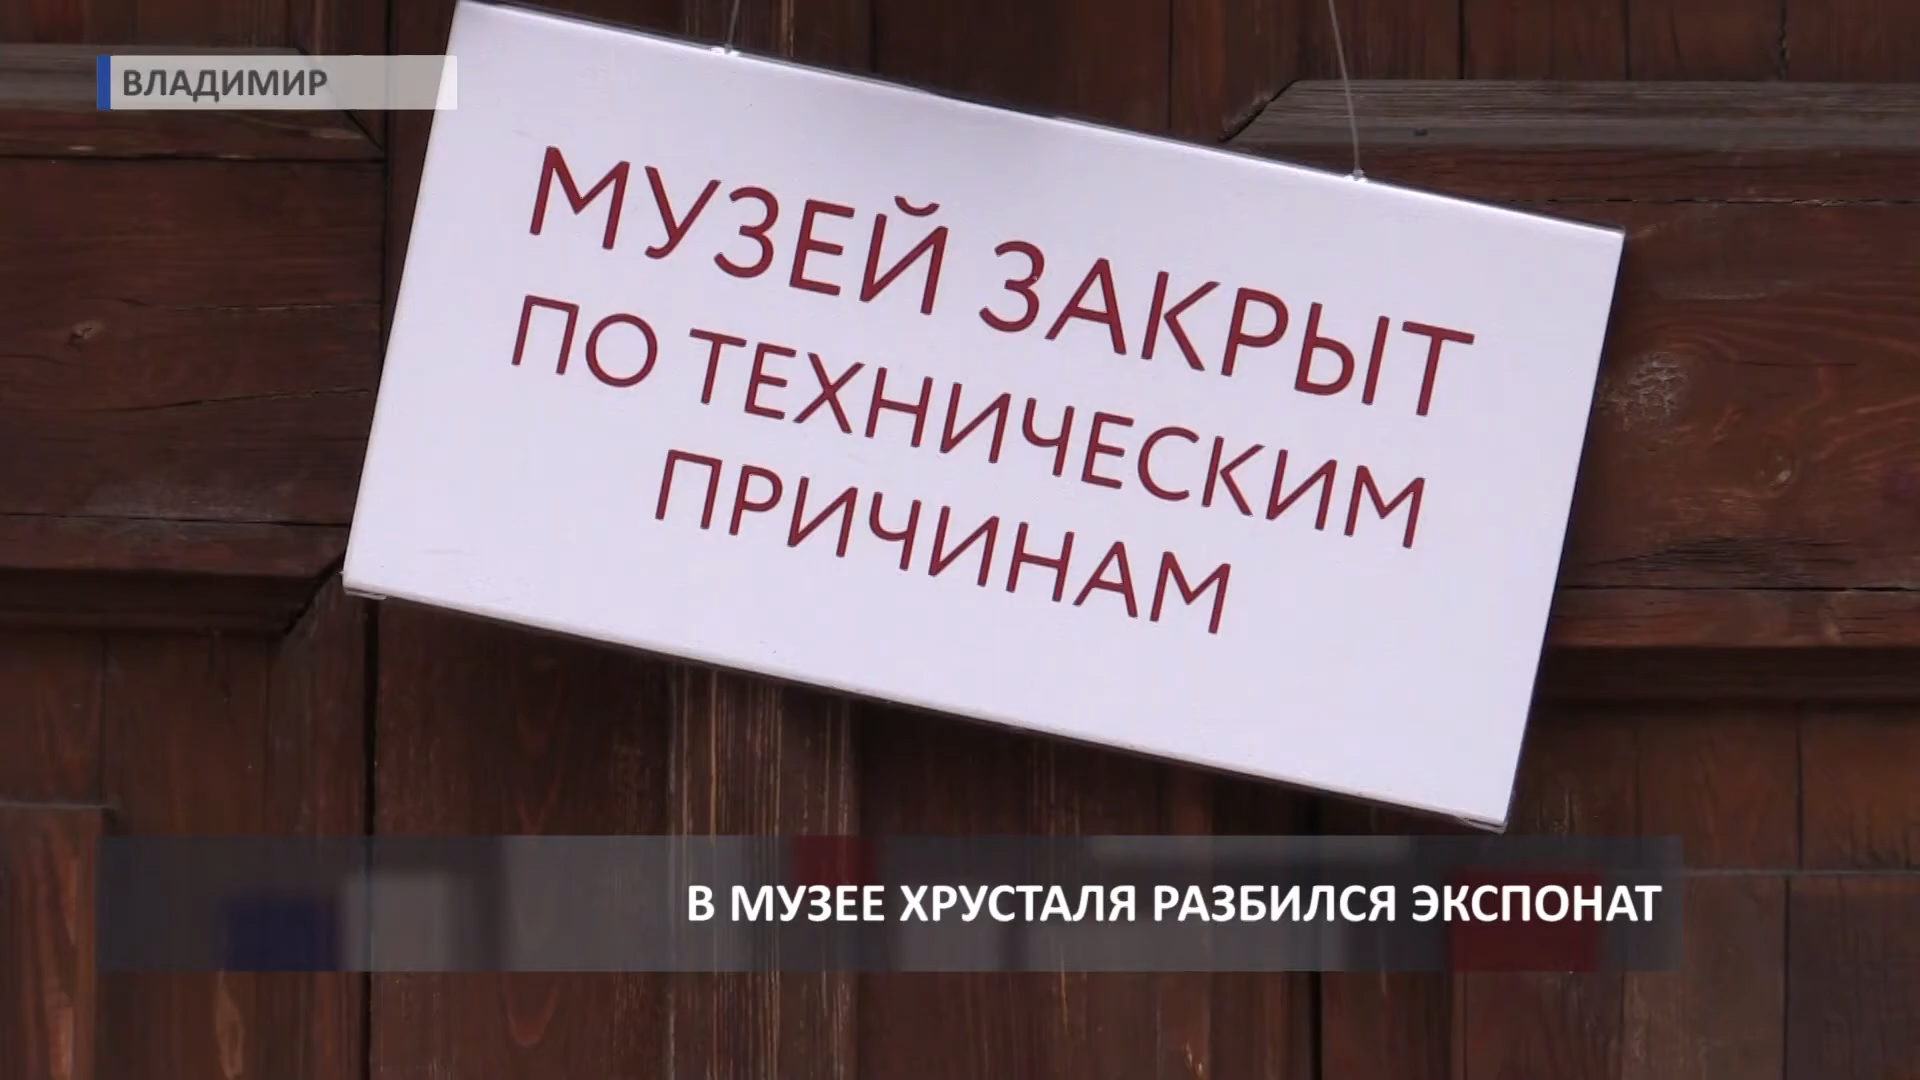 ВЛАДИМИР
МУЗЕЙ ЗАКРЫТ
ПО ТЕХНИЧЕСКИМ
ПРИЧИНАМ
В МУЗЕЕ ХРУСТАЛЯ РАЗБИЛСЯ ЭКСПОНАТ